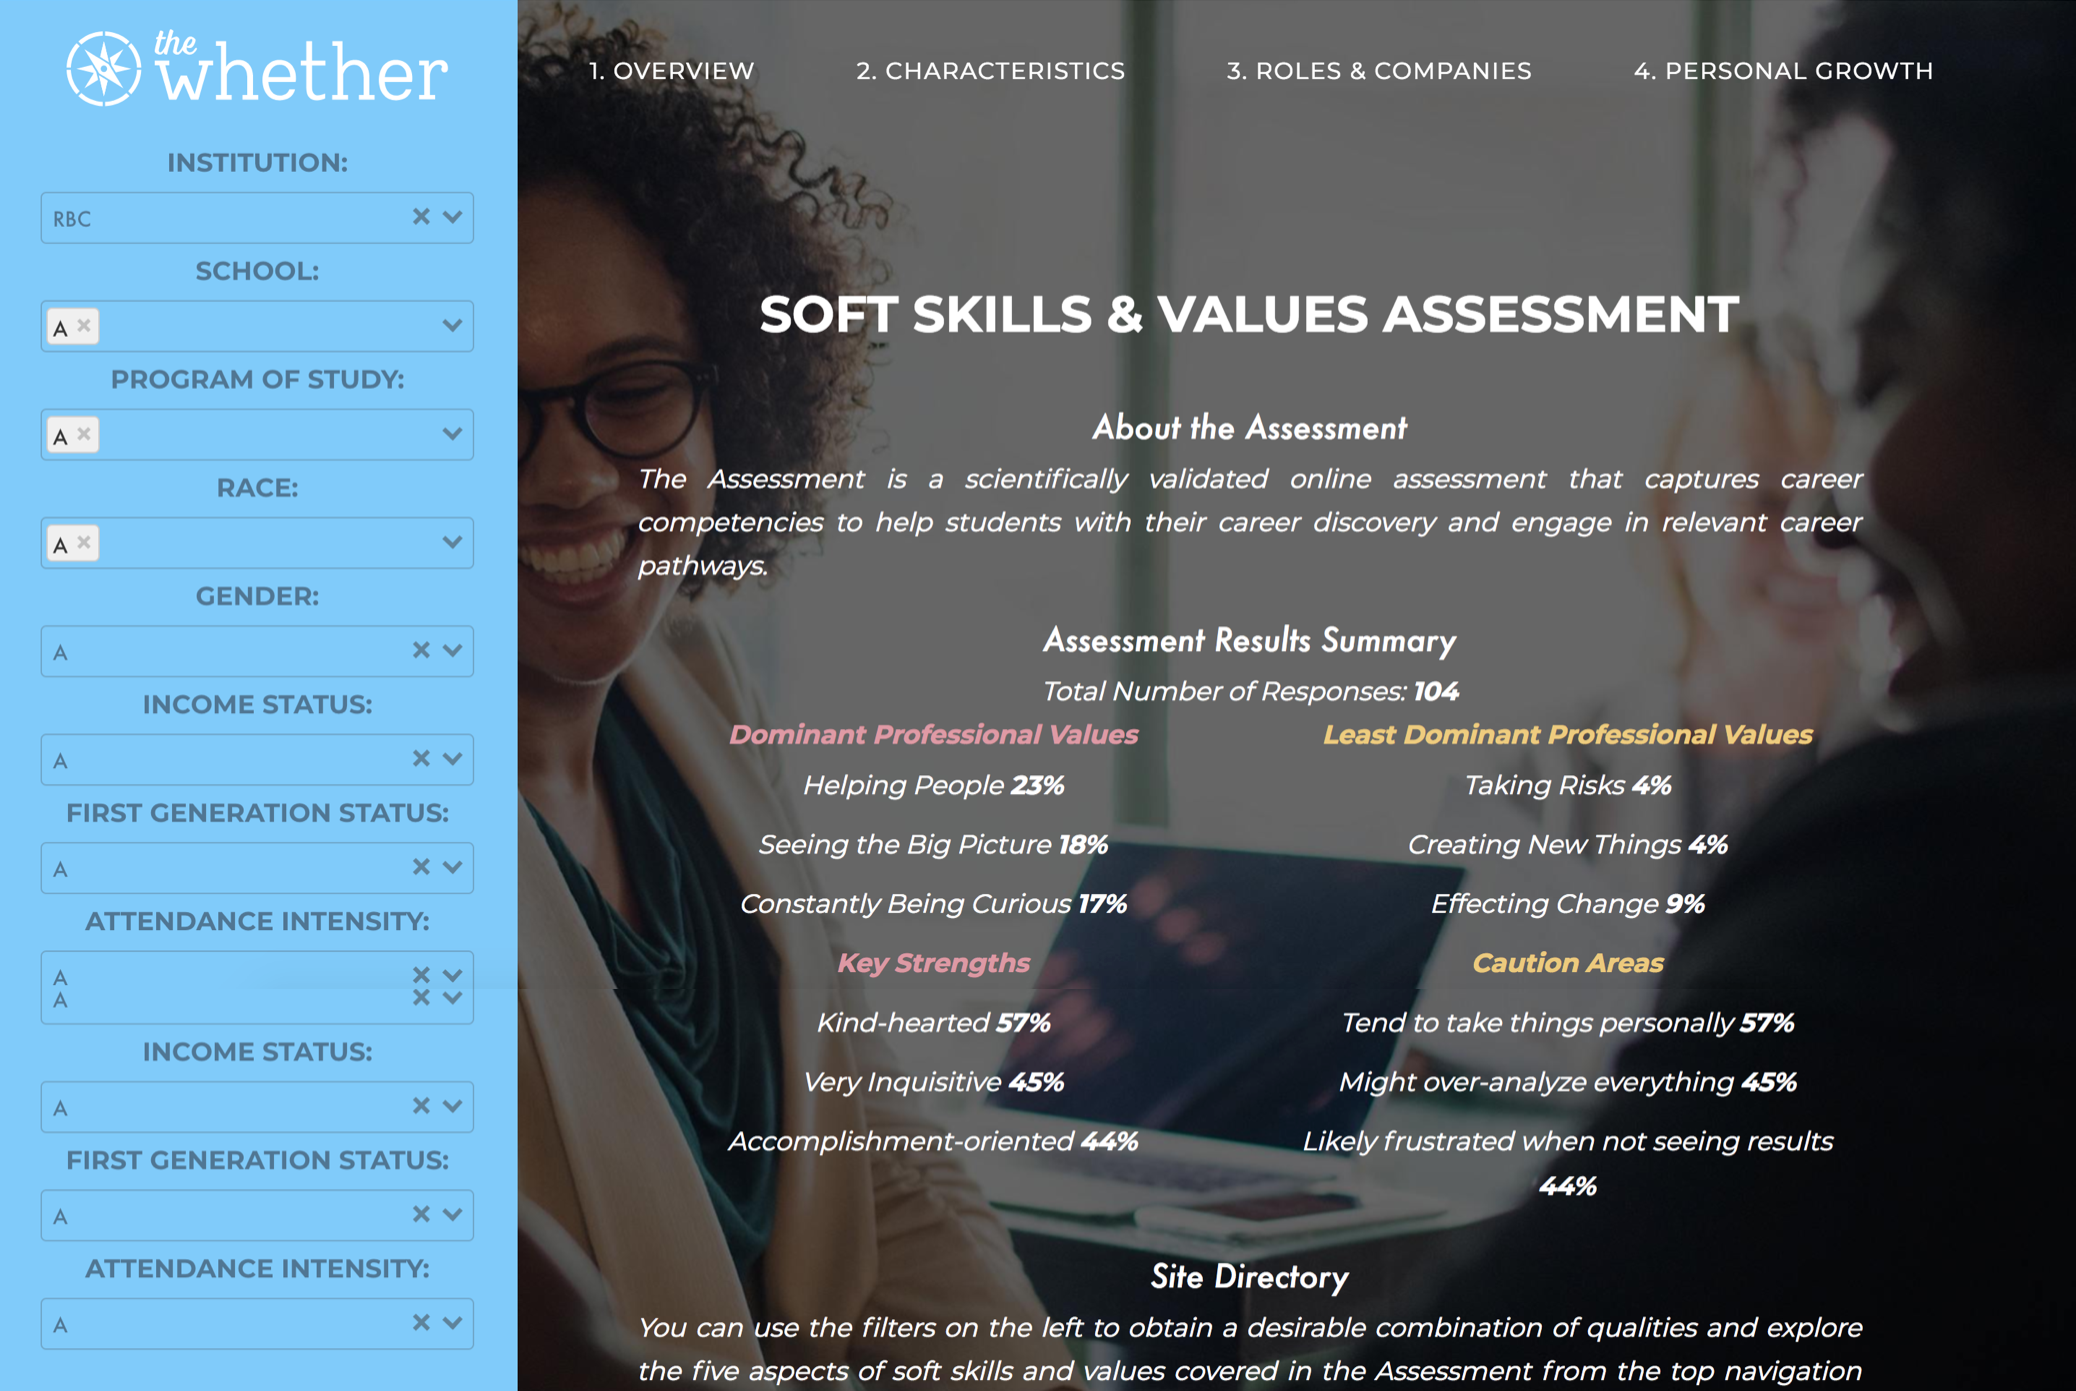 the
whether
INSTITUTION:
RBC
SCHOOL:
A
PROGRAM OF STUDY:
A
RACE:
A
GENDER:
A
INCOME STATUS:
A
FIRST GENERATION STATUS:
A
ATTENDANCE INTENSITY:
A
A
INCOME STATUS:
A
FIRST GENERATION STATUS:
A
ATTENDANCE INTENSITY:
A
1. OVERVIEW
2. CHARACTERISTICS
3. ROLES & COMPANIES
4. PERSONAL GROWTH
SOFT SKILLS & VALUES ASSESSMENT
About the Assessment
The Assessment is a scientifically validated online assessment that captures career
competencies to help students with their career discovery and engage in relevant career
pathways.
Assessment Results Summary
Total Number of Responses: 104
Dominant Professional Values
Helping People 23%
Seeing the Big Picture 18%
Constantly Being Curious 17%
Key Strengths
Kind-hearted 57%
Very Inquisitive 45%
Accomplishment-oriented 44%
Least Dominant Professional Values
Taking Risks 4%
Creating New Things 4%
Effecting Change 9%
Caution Areas
Tend to take things personally 57%
Might over-analyze everything 45%
Likely frustrated when not seeing results
44%
Site Directory
You can use the filters on the left to obtain a desirable combination of qualities and explore
the five aspects of soft skills and values covered in the Assessment from the top navigation